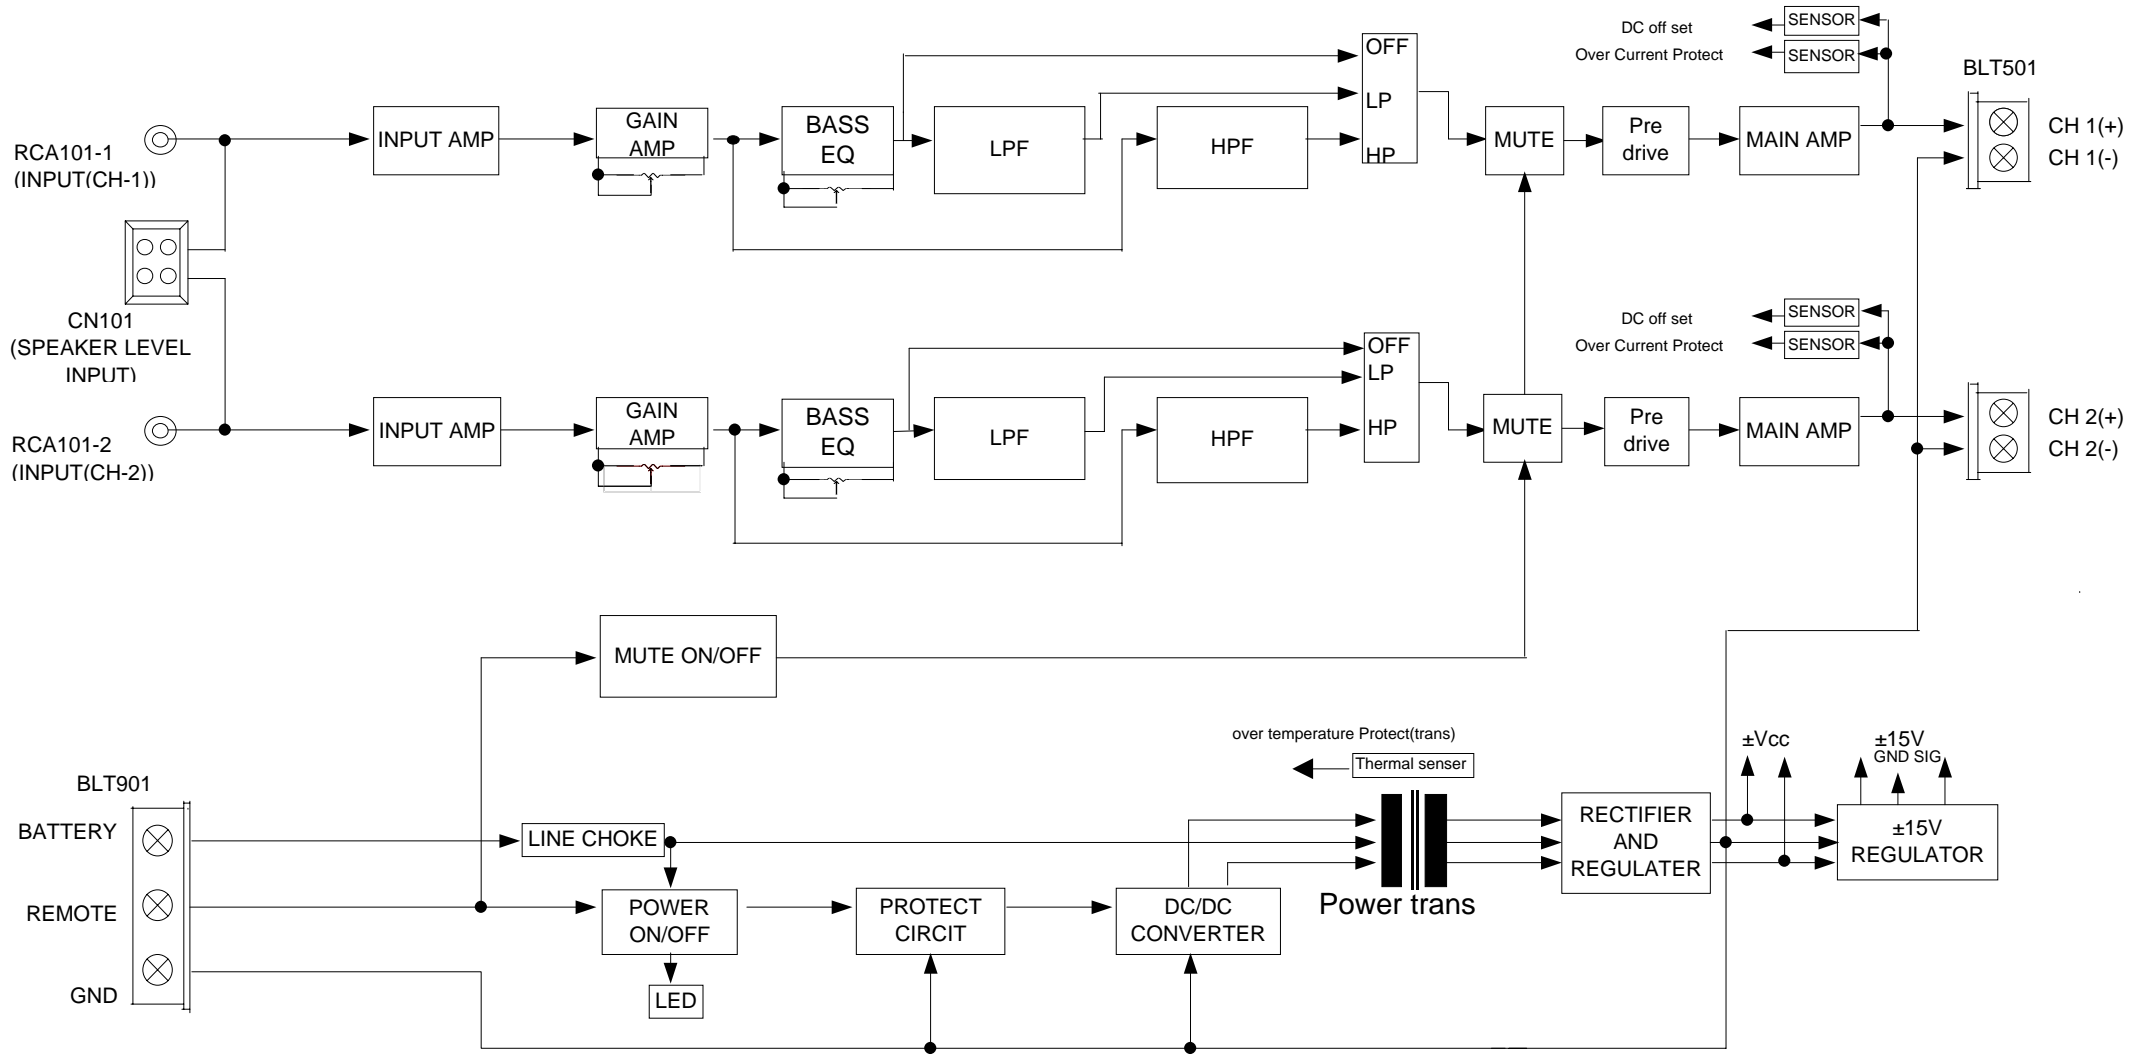 DC off set
SENSOR
Over Current Protect
SENSOR
OFF
LP
HP
BLT501
RCA101-1
(INPUT(CH-1))
INPUT AMP
GAIN
AMP
BASS
EQ
LPF
HPF
MUTE
Pre
drive
MAIN AMP
CH 1(+)
CH 1(-)
CN101
(SPEAKER LEVEL
INPUT)
DC off set
SENSOR
Over Current Protect
SENSOR
OFF
LP
HP
RCA101-2
(INPUT(CH-2))
INPUT AMP
GAIN
AMP
BASS
EQ
LPF
HPF
MUTE
Pre
drive
MAIN AMP
CH 2(+)
CH 2(-)
MUTE ON/OFF
over temperature Protect(trans)
Thermal senser
±Vcc
±15V
GND SIG
BLT901
BATTERY
REMOTE
GND
LINE CHOKE
POWER
ON/OFF
LED
PROTECT
CIRCIT
DC/DC
CONVERTER
Power trans
RECTIFIER
AND
REGULATER
±15V
REGULATOR